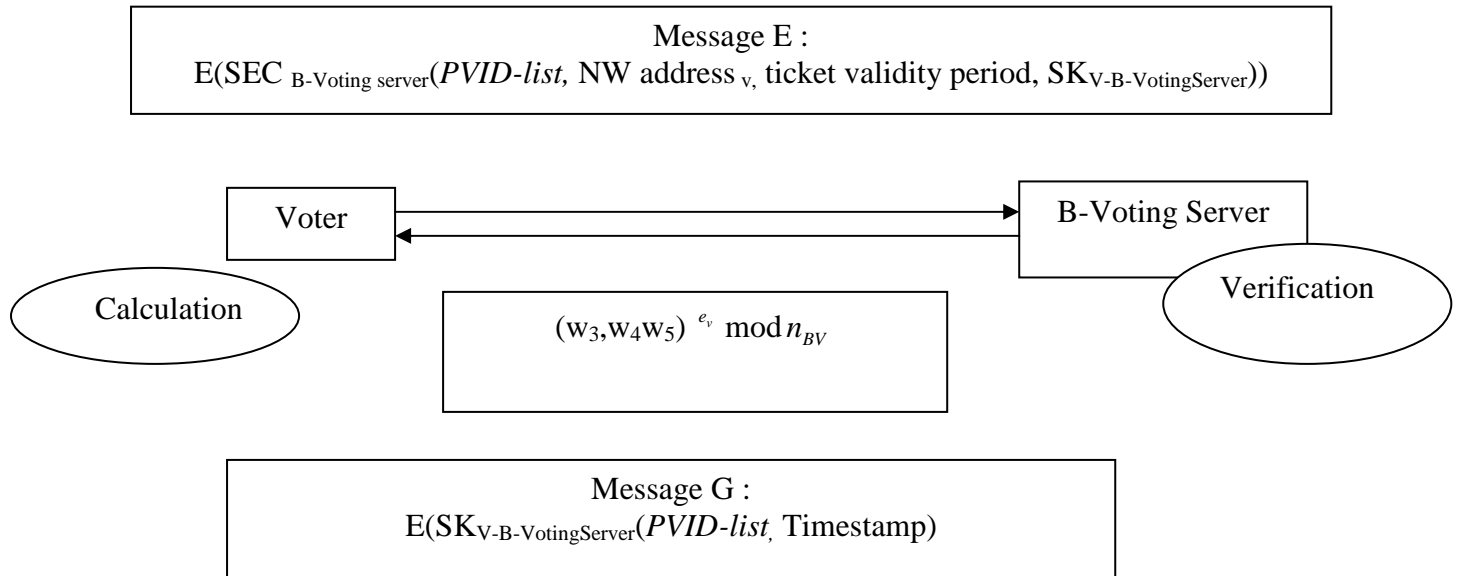 Message E :
E(SEC B-Voting server(PVID-list, NW address v, ticket validity period, SKV-B-VotingServer))
Voter
B-Voting Server
Calculation
Verification
(w3,w4w5) ev mod nBV
Message G :
E(SKV-B-VotingServer(PVID-list, Timestamp)